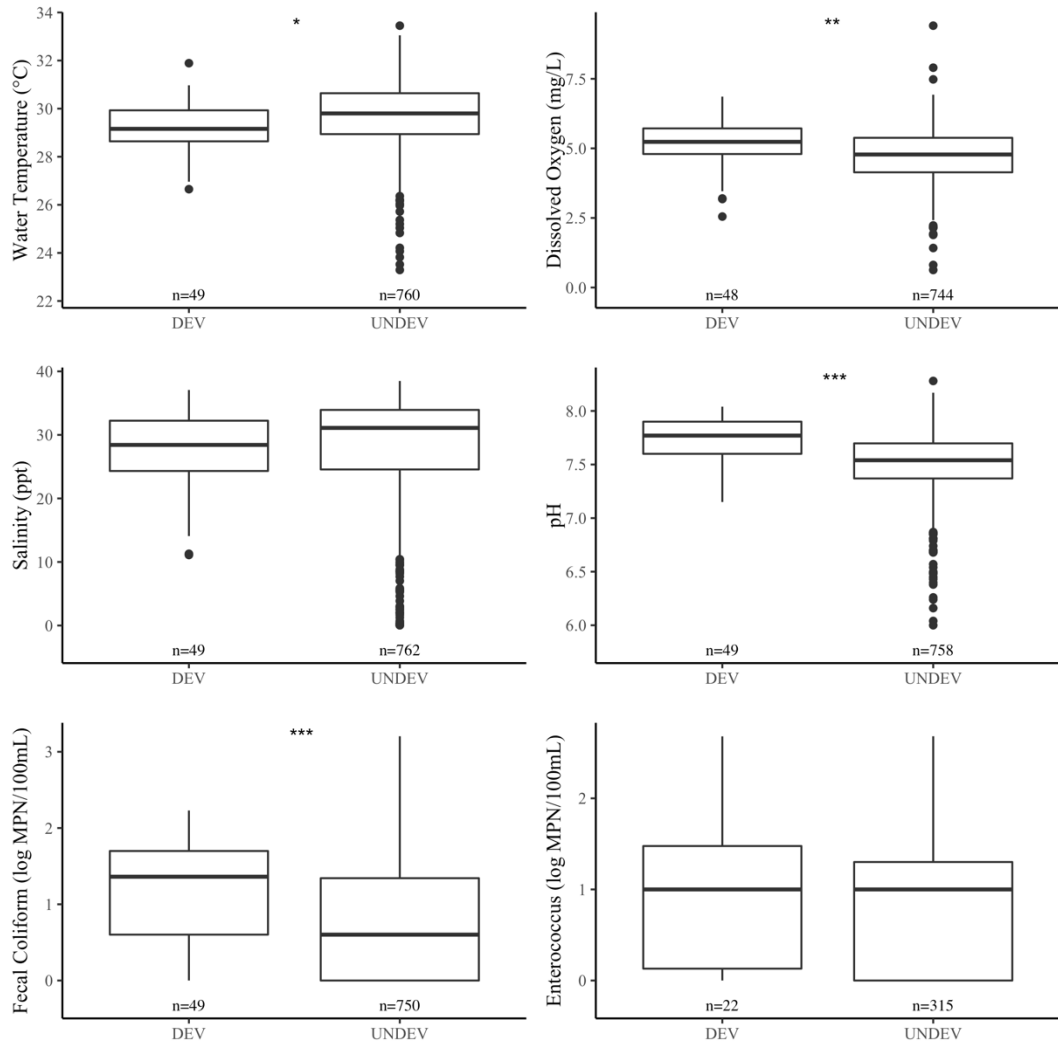 Water Temperature (°C)
34
32
30
28
26
24
22
*
n=49
n=760
DEV
UNDEV
Dissolved Oxygen (mg/L)
7.5
5.0
2.5
0.0
**
n=48
n=744
DEV
UNDEV
Salinity (ppt)
40
30
20
10
0
n=49
n=762
DEV
UNDEV
pH
8.0
7.5
7.0
6.5
6.0
***
n=49
n=758
DEV
UNDEV
Fecal Coliform (log MPN/100mL)
3
2
1
0
***
n=49
n=750
DEV
UNDEV
Enterococcus (log MPN/100mL)
2
1
0
n=22
n=315
DEV
UNDEV